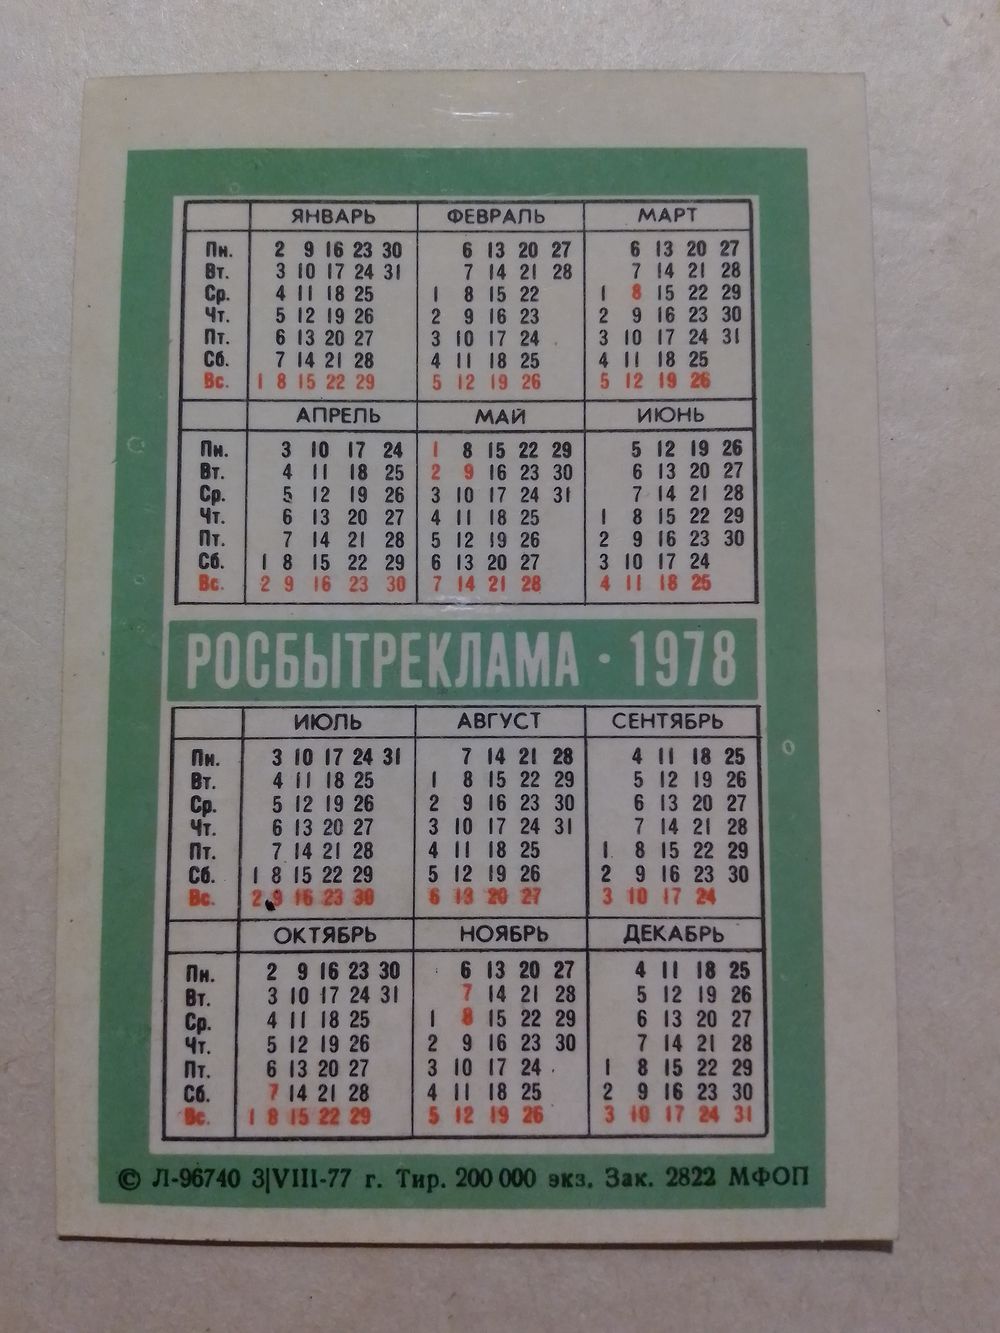 ЯНВАРЬ ФЕВРАЛЬ МАРТ
Пн. 2 9 16 23 30 6 13 20 27 6 13 20 27
Вт. 3 10 17 24 31 7 14 21 28 7 14 21 28
Ср. 4 11 18 25 1 8 15 22 1 8 15 22 29
Чт. 5 12 19 26 2 9 16 23 2 9 16 23 30
Пт. 6 13 20 27 3 10 17 24 3 10 17 24 31
Сб. 7 14 21 28 4 11 18 25 4 11 18 25
Вс. 1 8 15 22 29 5 12 19 26 5 12 19 26
АПРЕЛЬ МАЙ ИЮНЬ
Пн. 3 10 17 24 1 8 15 22 29 5 12 19 26
Вт. 4 11 18 25 2 9 16 23 30 6 13 20 27
Ср. 5 12 19 26 3 10 17 24 31 7 14 21 28
Чт. 6 13 20 27 4 11 18 25 1 8 15 22 29
Пт. 7 14 21 28 5 12 19 26 2 9 16 23 30
Сб. 1 8 15 22 29 6 13 20 27 3 10 17 24
Вс. 2 9 16 23 30 7 14 21 28 4 11 18 25
РОСБЫТРЕКЛАМА · 1978
ИЮЛЬ АВГУСТ СЕНТЯБРЬ
Пн. 3 10 17 24 31 7 14 21 28 4 11 18 25
Вт. 4 11 18 25 1 8 15 22 29 5 12 19 26
Ср. 5 12 19 26 2 9 16 23 30 6 13 20 27
Чт. 6 13 20 27 3 10 17 24 31 7 14 21 28
Пт. 7 14 21 28 4 11 18 25 1 8 15 22 29
Сб. 1 8 15 22 29 5 12 19 26 2 9 16 23 30
Вс. 2 9 16 23 30 6 13 20 27 3 10 17 24
ОКТЯБРЬ НОЯБРЬ ДЕКАБРЬ
Пн. 2 9 16 23 30 6 13 20 27 4 11 18 25
Вт. 3 10 17 24 31 7 14 21 28 5 12 19 26
Ср. 4 11 18 25 1 8 15 22 29 6 13 20 27
Чт. 5 12 19 26 2 9 16 23 30 7 14 21 28
Пт. 6 13 20 27 3 10 17 24 1 8 15 22 29
Сб. 7 14 21 28 4 11 18 25 2 9 16 23 30
Вс. 1 8 15 22 29 5 12 19 26 3 10 17 24 31
© Л-96740 3|VIII-77 г. Тир. 200 000 экз. Зак. 2822 МФОП